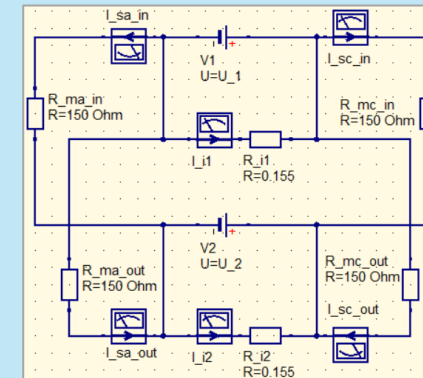 I_sa_in
V1
U=U_1
I_sc_in
R_ma_in
R=150 Ohm
R_mc_in
R=150 Ohm
I_i1
R_i1
R=0.155
V2
U=U_2
R_ma_out
R=150 Ohm
R_mc_out
R=150 Ohm
I_sa_out
I_i2
R_i2
R=0.155
I_sc_out